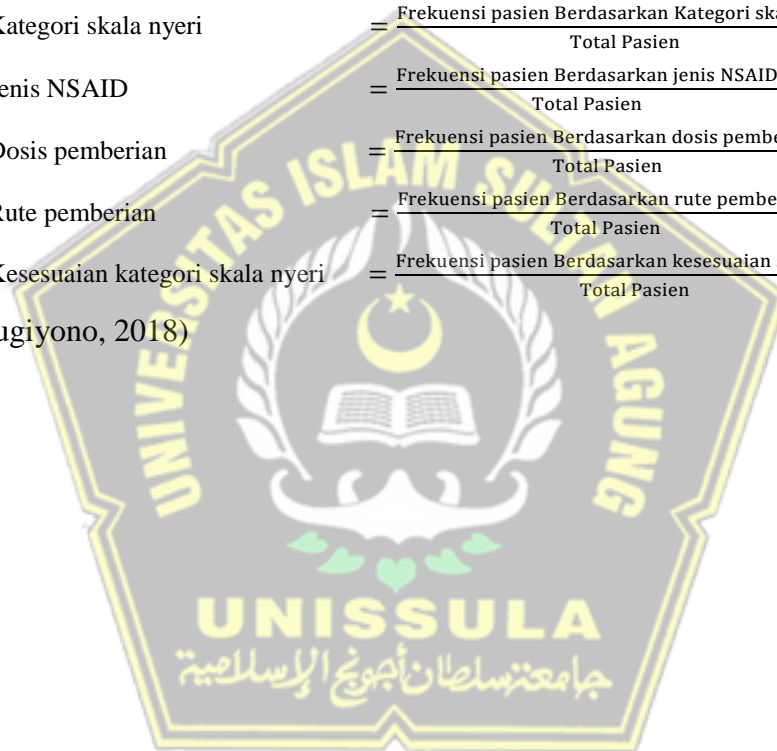 Kategori skala nyeri = Frekuensi pasien Berdasarkan Kategori ska
Total Pasien
enis NSAID = Frekuensi pasien Berdasarkan jenis NSAID
Total Pasien
Dosis pemberian = Frekuensi pasien Berdasarkan dosis pembe
Total Pasien
Rute pemberian = Frekuensi pasien Berdasarkan rute pembe
Total Pasien
Kesesuaian kategori skala nyeri = Frekuensi pasien Berdasarkan kesesuaian
Total Pasien
ugiyono, 2018)
UNIVERSITAS ISLAM SULTAN AGUNG
UNISSULA
جامعة سلطان أجونج الإسلامية